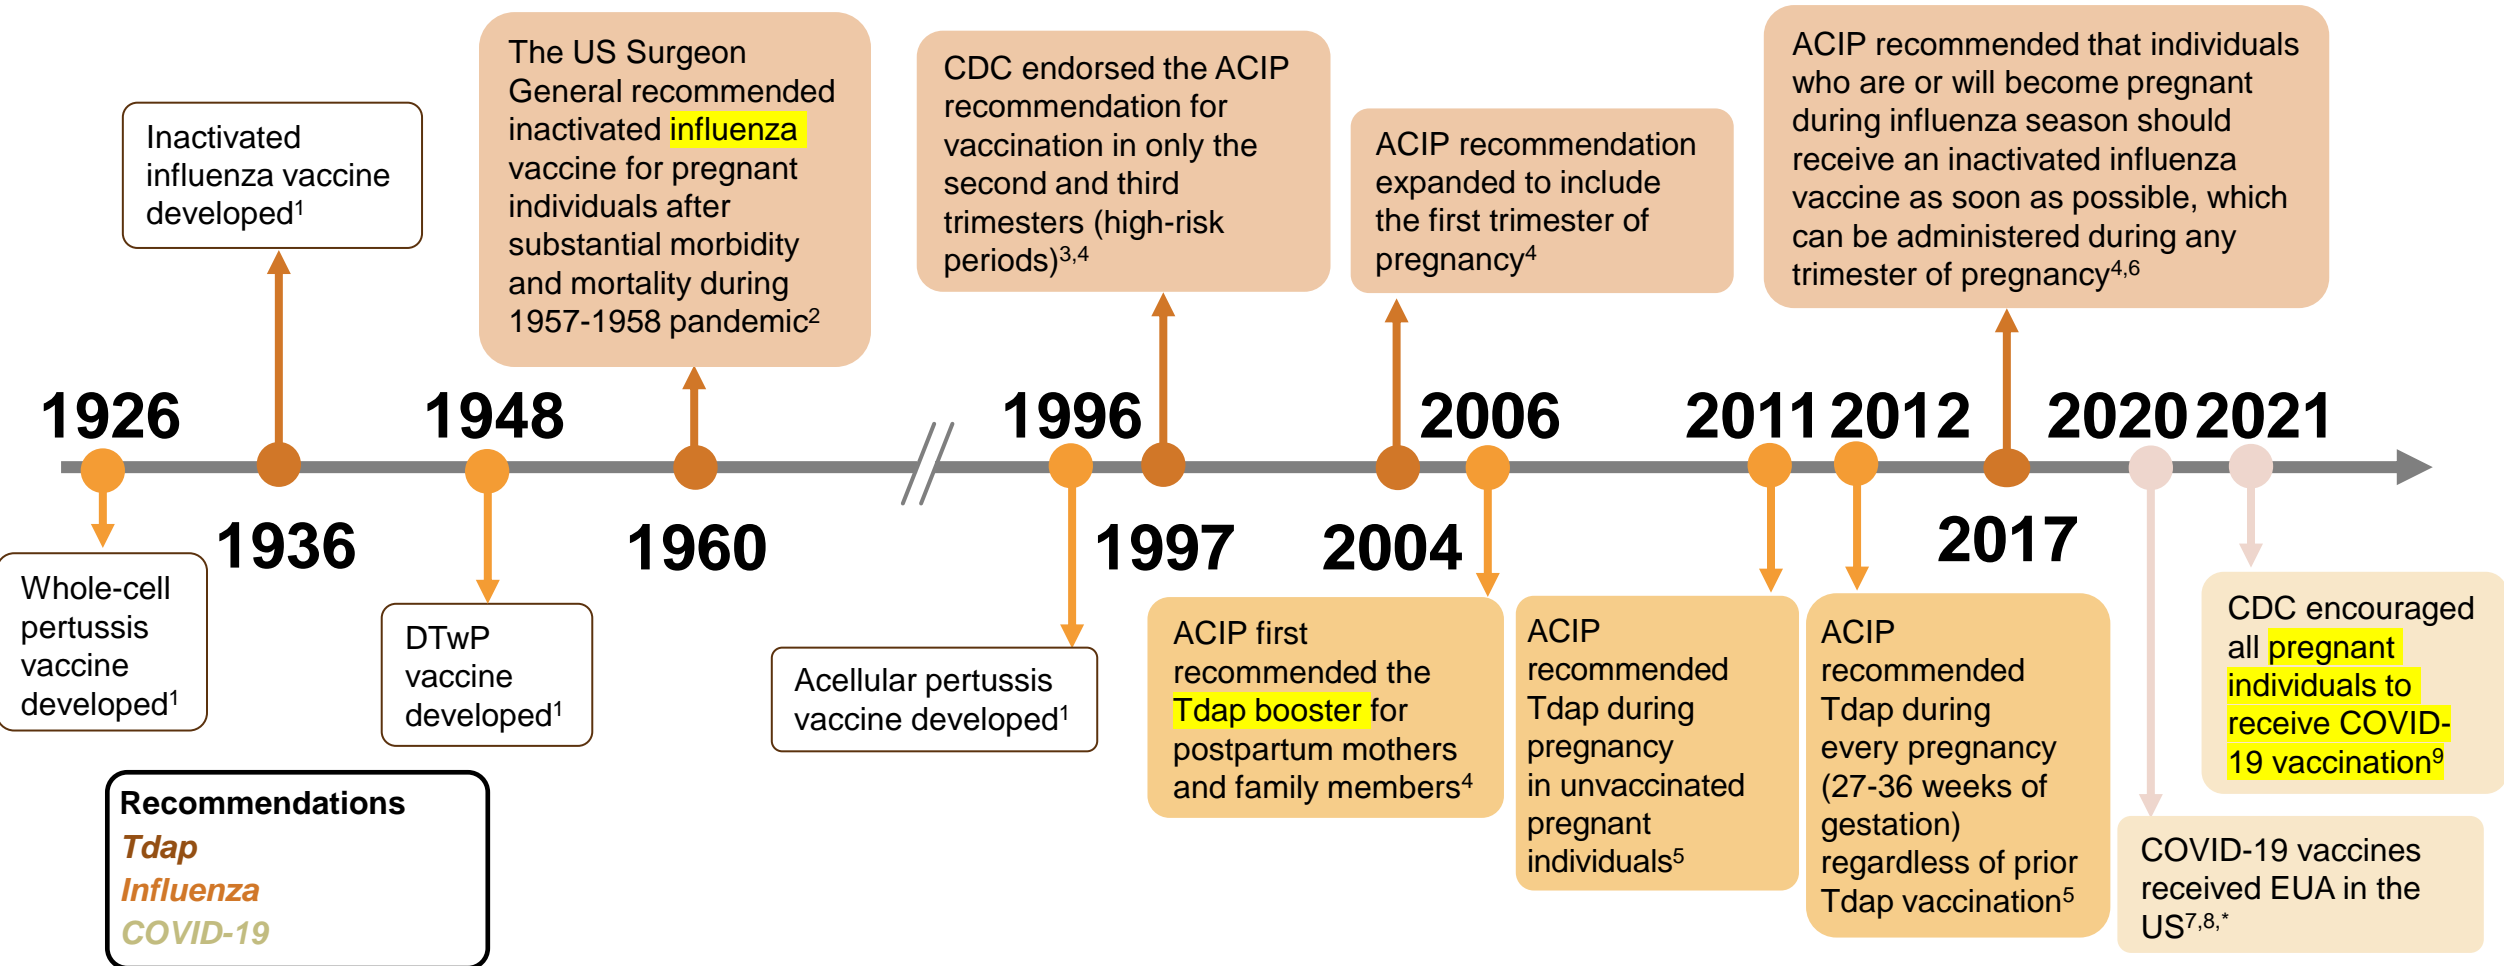 Inactivated
influenza vaccine
developed1
The US Surgeon
General recommended
inactivated influenza
vaccine for pregnant
individuals after
substantial morbidity
and mortality during
1957-1958 pandemic2
CDC endorsed the ACIP
recommendation for
vaccination in only the
second and third
trimesters (high-risk
periods)3,4
ACIP recommendation
expanded to include
the first trimester of
pregnancy4
ACIP recommended that individuals
who are or will become pregnant
during influenza season should
receive an inactivated influenza
vaccine as soon as possible, which
can be administered during any
trimester of pregnancy4,6
1926
1948
1996
2006
2011
2012
2020
2021
1936
1960
1997
2004
2017
Whole-cell
pertussis
vaccine
developed1
DTwP
vaccine
developed1
Acellular pertussis
vaccine developed1
ACIP first
recommended the
Tdap booster for
postpartum mothers
and family members4
ACIP
recommended
Tdap during
pregnancy
in unvaccinated
pregnant
individuals5
ACIP
recommended
Tdap during
every pregnancy
(27-36 weeks of
gestation)
regardless of prior
Tdap vaccination5
CDC encouraged
all pregnant
individuals to
receive COVID-
19 vaccination9
COVID-19 vaccines
received EUA in the
US7,8,*
Recommendations
Tdap
Influenza
COVID-19